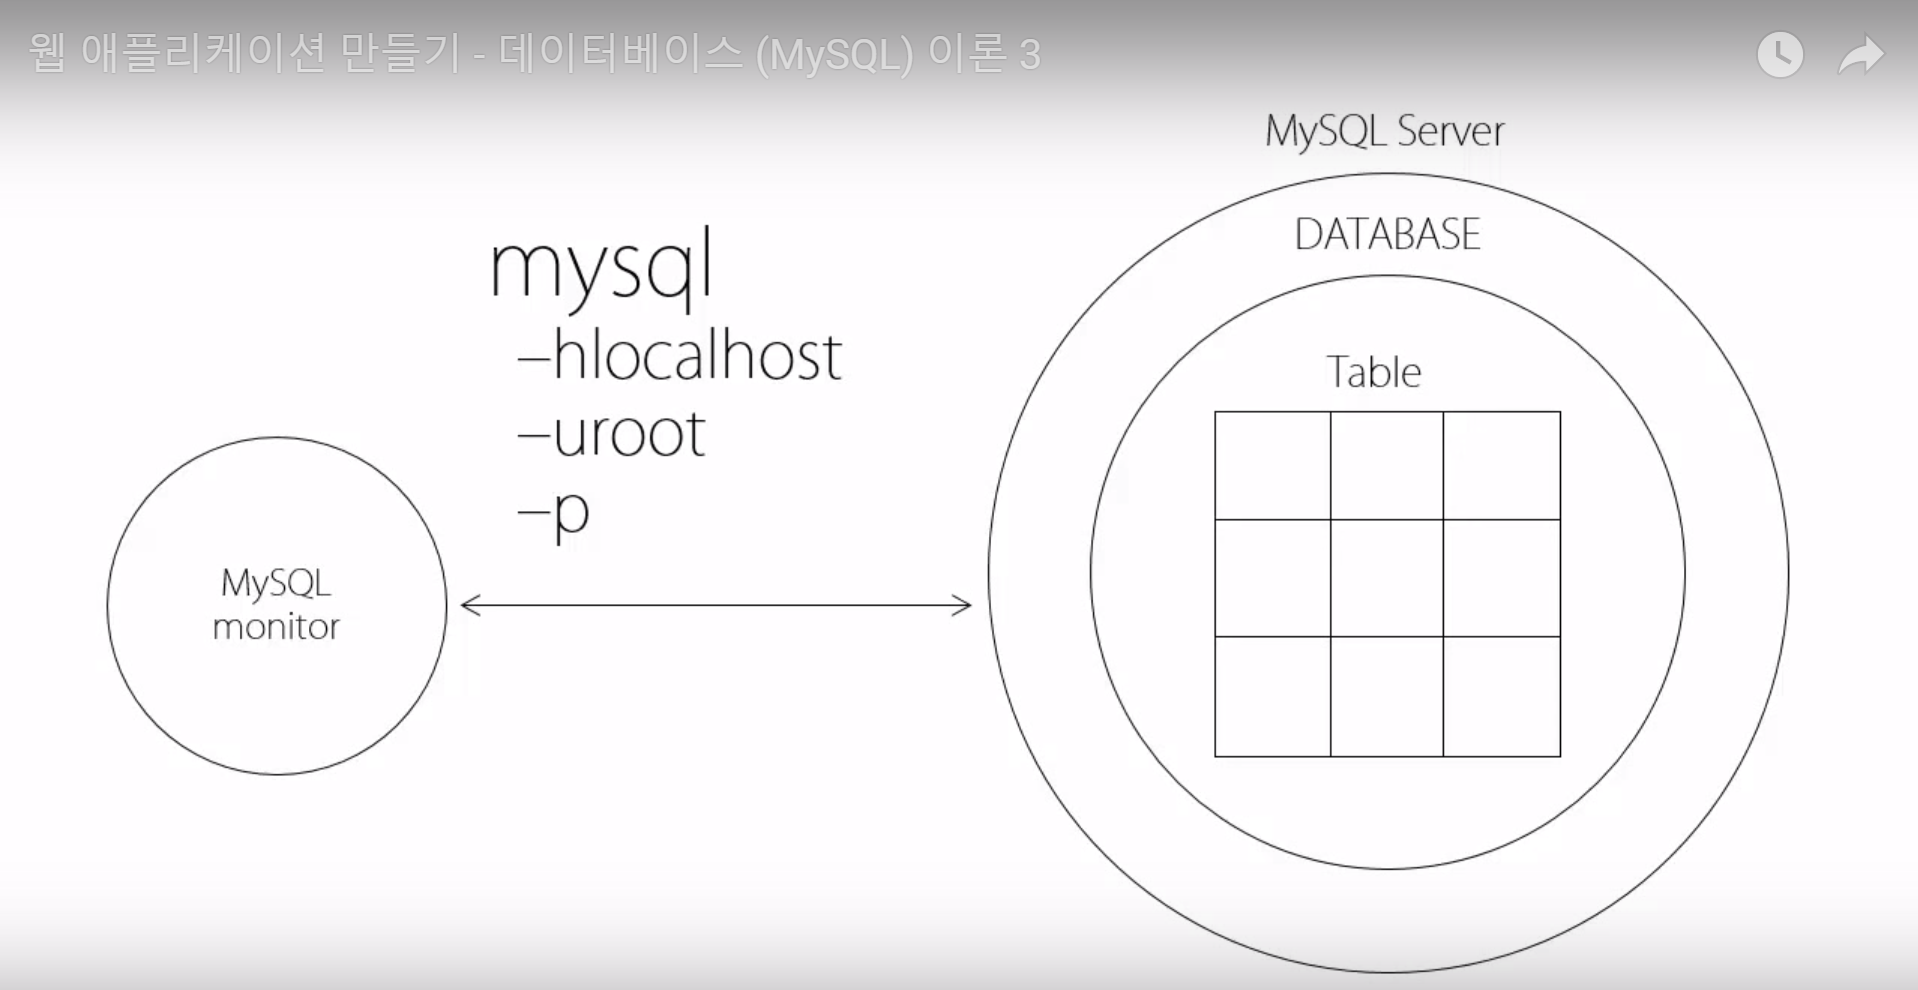 웹 애플리케이션 만들기 - 데이터베이스 (MySQL) 이론 3
MySQL Server
DATABASE
mysql
–hlocalhost
–uroot
–p
Table
MySQL
monitor